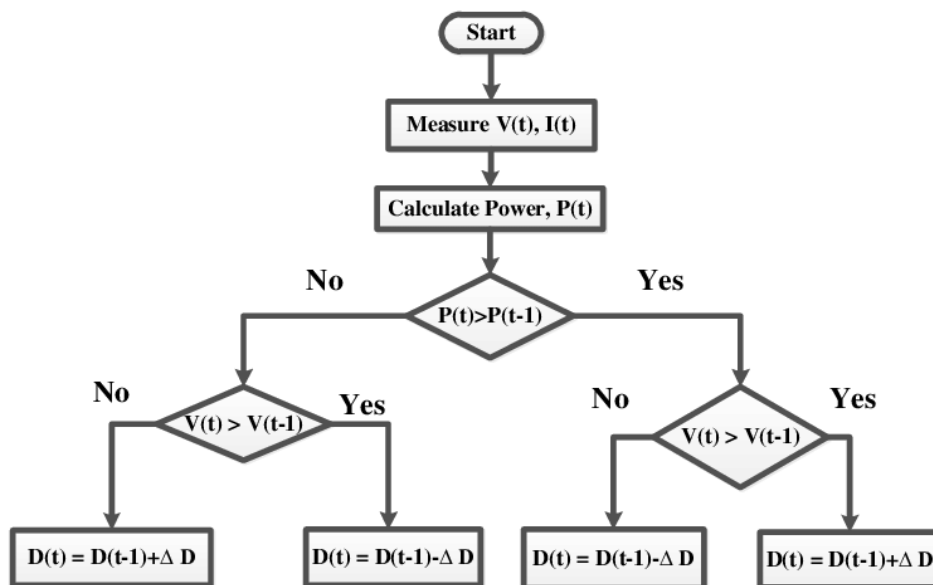 Start
Measure V(t), I(t)
Calculate Power, P(t)
No
Yes
P(t)>P(t-1)
No
Yes
No
Yes
V(t) > V(t-1)
V(t) > V(t-1)
D(t) = D(t-1)+Δ D
D(t) = D(t-1)-Δ D
D(t) = D(t-1)-Δ D
D(t) = D(t-1)+Δ D